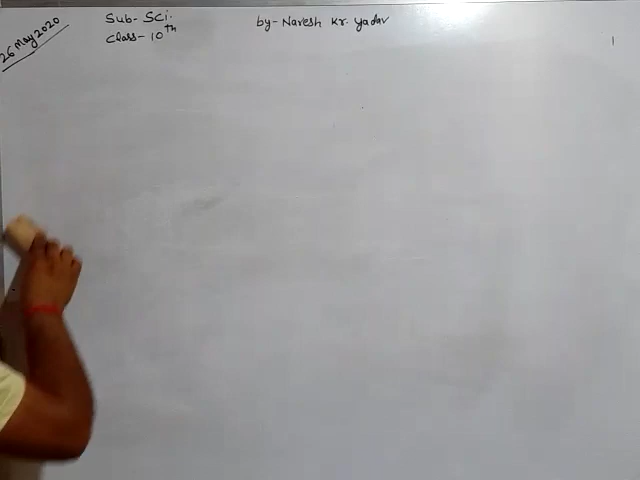 26 May 2020
Sub- Sci.
Class- 10th
by- Naresh Kr. Yadav